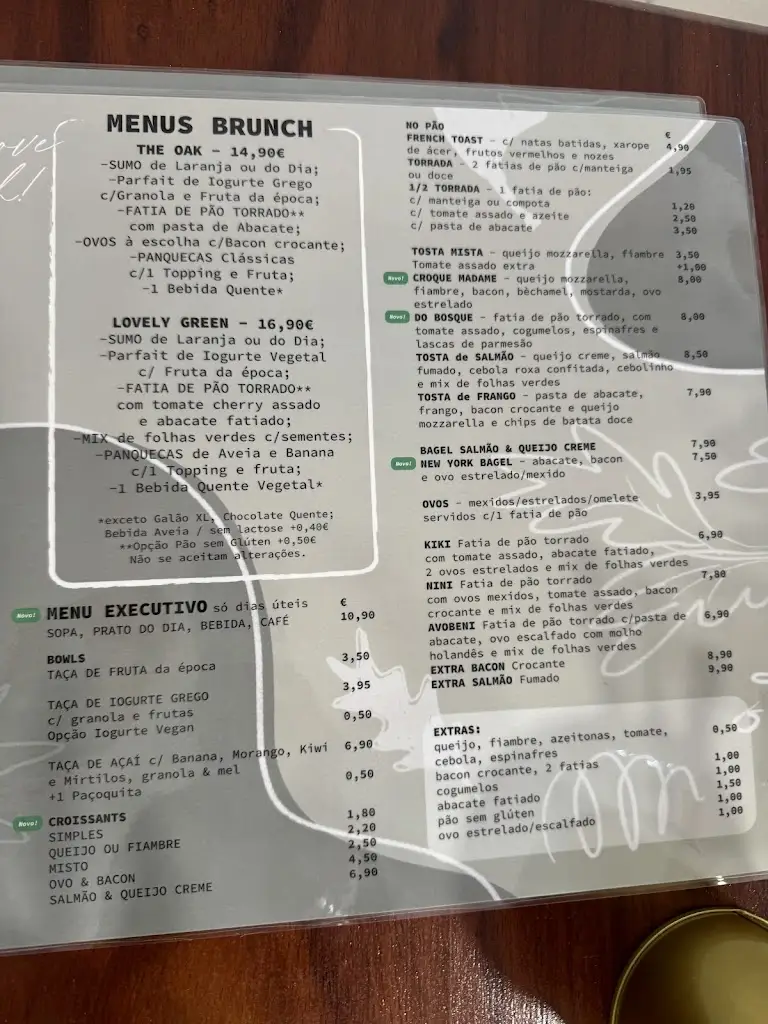 ove
l!
MENUS BRUNCH
THE OAK - 14,90€
-SUMO de Laranja ou do Dia;
-Parfait de Iogurte Grego
c/Granola e Fruta da época;
-FATIA DE PÃO TORRADO**
com pasta de Abacate;
-OVOS à escolha c/Bacon crocante;
-PANQUECAS Clássicas
c/1 Topping e Fruta;
-1 Bebida Quente*
LOVELY GREEN - 16,90€
-SUMO de Laranja ou do Dia;
-Parfait de Iogurte Vegetal
c/ Fruta da época;
-FATIA DE PÃO TORRADO**
com tomate cherry assado
e abacate fatiado;
-MIX de folhas verdes c/sementes;
-PANQUECAS de Aveia e Banana
c/1 Topping e fruta;
-1 Bebida Quente Vegetal*
*exceto Galão XL, Chocolate Quente;
Bebida Aveia / sem lactose +0,40€
**Opção Pão sem Glúten +0,50€
Não se aceitam alterações.
Novo! MENU EXECUTIVO só dias úteis €
SOPA, PRATO DO DIA, BEBIDA, CAFÉ 10,90
BOWLS
TAÇA DE FRUTA da época 3,50
TAÇA DE IOGURTE GREGO 3,95
c/ granola e frutas
Opção Iogurte Vegan 0,50
TAÇA DE AÇAÍ c/ Banana, Morango, Kiwi 6,90
e Mirtilos, granola & mel
+1 Paçoquita 0,50
Novo! CROISSANTS
SIMPLES 1,80
QUEIJO OU FIAMBRE 2,20
MISTO 2,50
OVO & BACON 4,50
SALMÃO & QUEIJO CREME 6,90
NO PÃO €
FRENCH TOAST - c/ natas batidas, xarope 4,90
de ácer, frutos vermelhos e nozes
TORRADA - 2 fatias de pão c/manteiga 1,95
ou doce
1/2 TORRADA - 1 fatia de pão:
c/ manteiga ou compota 1,20
c/ tomate assado e azeite 2,50
c/ pasta de abacate 3,50
TOSTA MISTA - queijo mozzarella, fiambre 3,50
Tomate assado extra +1,00
Novo! CROQUE MADAME - queijo mozzarella, 8,00
fiambre, bacon, bèchamel, mostarda, ovo
estrelado
Novo! DO BOSQUE - fatia de pão torrado, com 8,00
tomate assado, cogumelos, espinafres e
lascas de parmesão
TOSTA de SALMÃO - queijo creme, salmão 8,50
fumado, cebola roxa confitada, cebolinho
e mix de folhas verdes
TOSTA de FRANGO - pasta de abacate, 7,90
frango, bacon crocante e queijo
mozzarella e chips de batata doce
BAGEL SALMÃO & QUEIJO CREME 7,90
Novo! NEW YORK BAGEL - abacate, bacon 7,50
e ovo estrelado/mexido
OVOS - mexidos/estrelados/omelete 3,95
servidos c/1 fatia de pão
KIKI Fatia de pão torrado 6,90
com tomate assado, abacate fatiado,
2 ovos estrelados e mix de folhas verdes
NINI Fatia de pão torrado 7,80
com ovos mexidos, tomate assado, bacon
crocante e mix de folhas verdes
AVOBENI Fatia de pão torrado c/pasta de 6,90
abacate, ovo escalfado com molho
holandês e mix de folhas verdes
EXTRA BACON Crocante 8,90
EXTRA SALMÃO Fumado 9,90
EXTRAS:
queijo, fiambre, azeitonas, tomate, 0,50
cebola, espinafres
bacon crocante, 2 fatias 1,00
cogumelos 1,00
abacate fatiado 1,50
pão sem glúten 1,00
ovo estrelado/escalfado 1,00